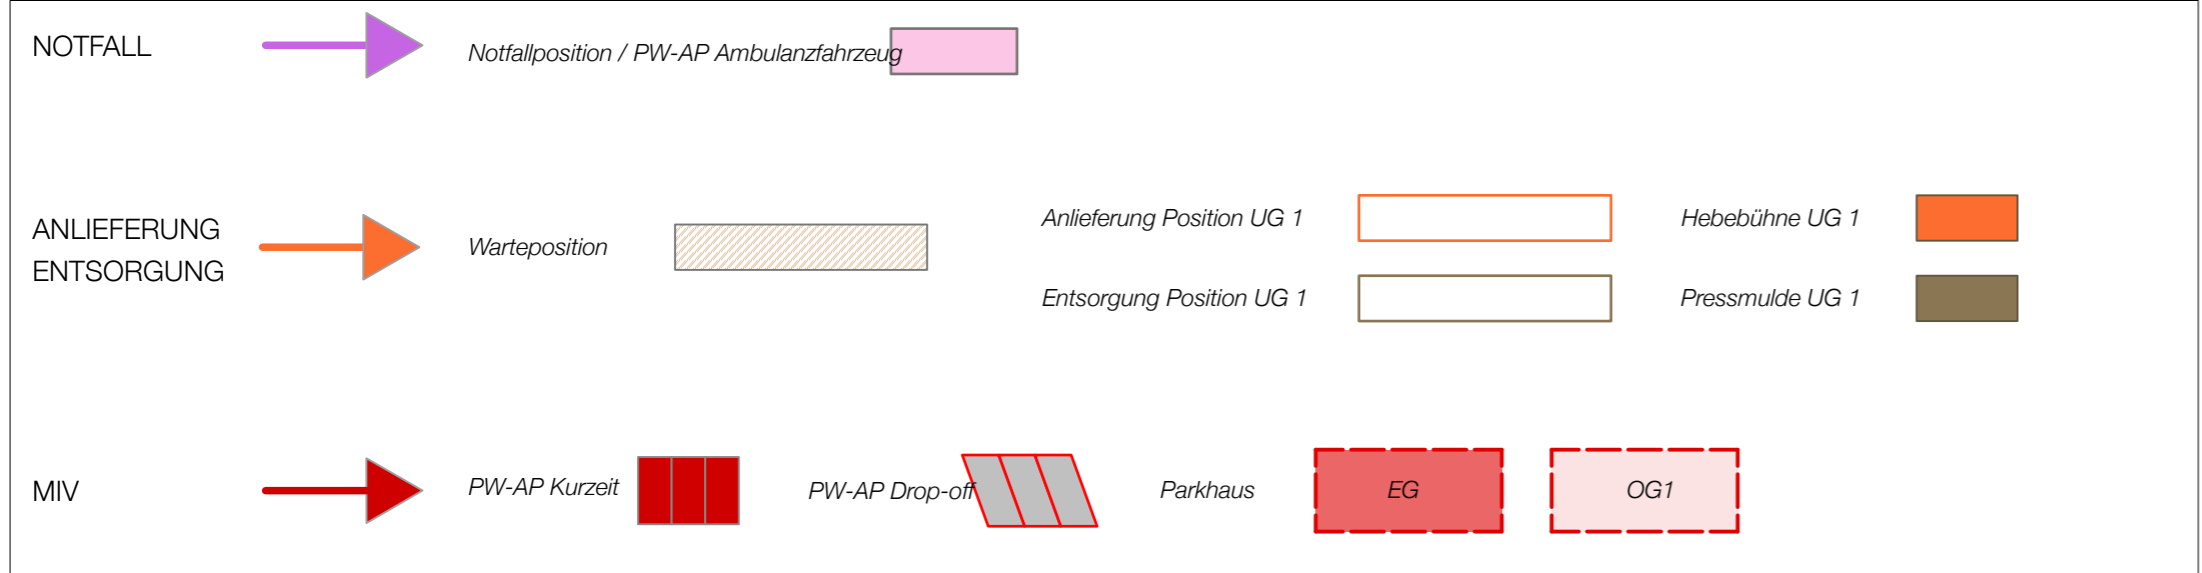 NOTFALL
Notfallposition / PW-AP Ambulanzfahrzeug
ANLIEFERUNG
ENTSORGUNG
Warteposition
Anlieferung Position UG 1
Hebebühne UG 1
Entsorgung Position UG 1
Pressmulde UG 1
MIV
PW-AP Kurzeit
PW-AP Drop-off
Parkhaus
EG
OG1